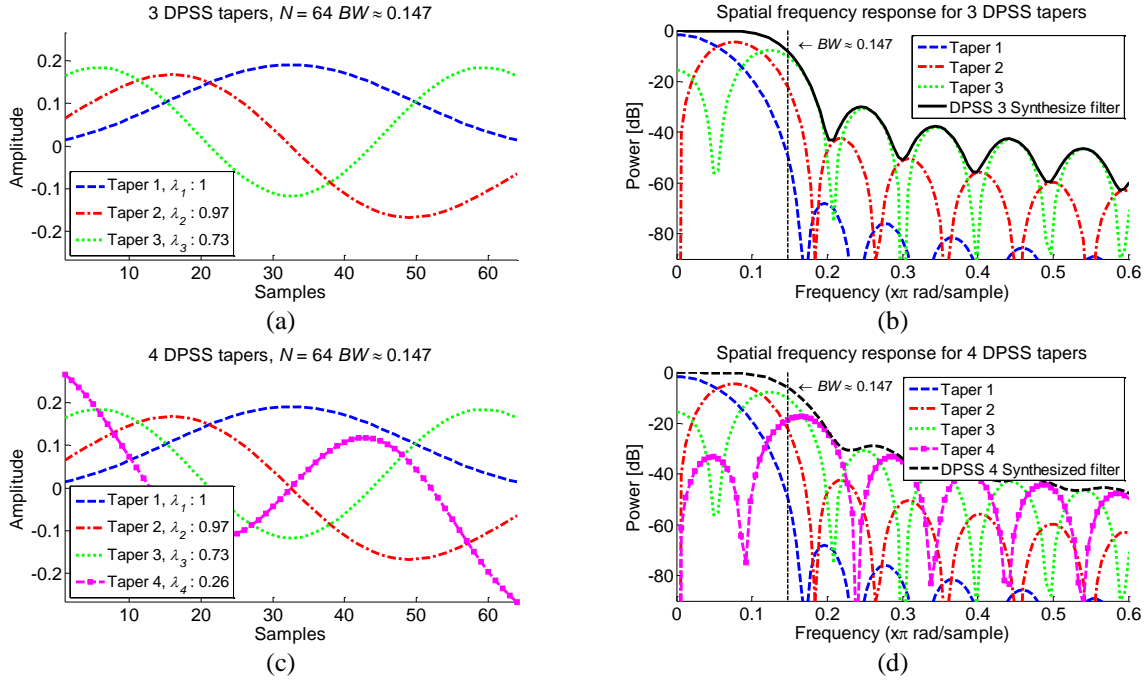 3 DPSS tapers, N = 64 BW ≈ 0.147
Amplitude
0.2
0.1
0
-0.1
-0.2
Taper 1, λ1 : 1
Taper 2, λ2 : 0.97
Taper 3, λ3 : 0.73
10 20 30 40 50 60
Samples
(a)
Spatial frequency response for 3 DPSS tapers
Power [dB]
0
-20
-40
-60
-80
← BW ≈ 0.147
Taper 1
Taper 2
Taper 3
DPSS 3 Synthesize filter
0 0.1 0.2 0.3 0.4 0.5 0.6
Frequency (xπ rad/sample)
(b)
4 DPSS tapers, N = 64 BW ≈ 0.147
Amplitude
0.2
0.1
0
-0.1
-0.2
Taper 1, λ1 : 1
Taper 2, λ2 : 0.97
Taper 3, λ3 : 0.73
Taper 4, λ4 : 0.26
10 20 30 40 50 60
Samples
(c)
Spatial frequency response for 4 DPSS tapers
Power [dB]
0
-20
-40
-60
-80
← BW ≈ 0.147
Taper 1
Taper 2
Taper 3
Taper 4
DPSS 4 Synthesized filter
0 0.1 0.2 0.3 0.4 0.5 0.6
Frequency (xπ rad/sample)
(d)